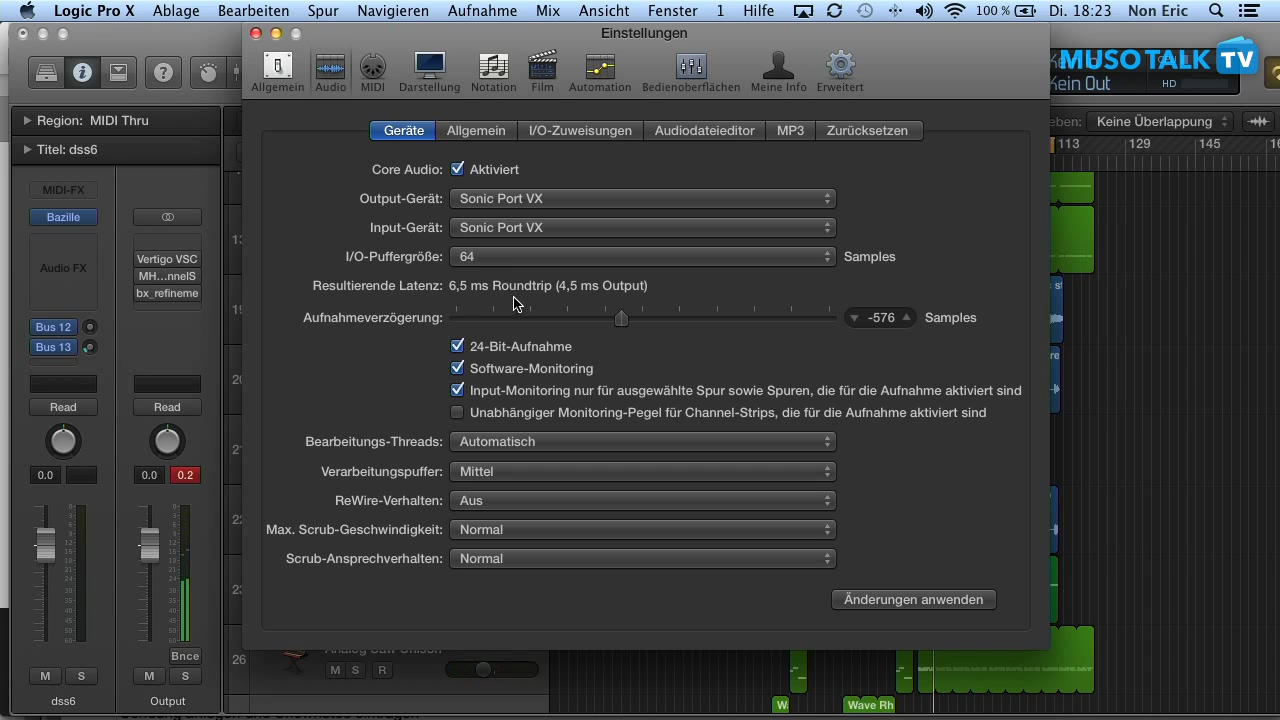 Logic Pro X Ablage Bearbeiten Spur Navigieren Aufnahme Mix Ansicht Fenster 1 Hilfe 100 % Di. 18:23 Non Eric
Einstellungen
MUSO TALK TV
Kein Out
HD
Allgemein Audio MIDI Darstellung Notation Film Automation Bedienoberflächen Meine Info Erweitert
Region: MIDI Thru
Titel: dss6
Geräte Allgemein I/O-Zuweisungen Audiodateieditor MP3 Zurücksetzen
eben: Keine Überlappung
113 129 145
Core Audio: Aktiviert
Output-Gerät: Sonic Port VX
Input-Gerät: Sonic Port VX
I/O-Puffergröße: 64 Samples
Resultierende Latenz: 6,5 ms Roundtrip (4,5 ms Output)
Aufnahmeverzögerung: -576 Samples
24-Bit-Aufnahme
Software-Monitoring
Input-Monitoring nur für ausgewählte Spur sowie Spuren, die für die Aufnahme aktiviert sind
Unabhängiger Monitoring-Pegel für Channel-Strips, die für die Aufnahme aktiviert sind
Bearbeitungs-Threads: Automatisch
Verarbeitungspuffer: Mittel
ReWire-Verhalten: Aus
Max. Scrub-Geschwindigkeit: Normal
Scrub-Ansprechverhalten: Normal
Änderungen anwenden
MIDI-FX
Bazille
Audio FX
Vertigo VSC
MH...nnelS
bx_refineme
Bus 12
Bus 13
Read Read
0.0 0.0 0.2
Bnce
M S M S
dss6 Output
26
M S R
Wave Rh